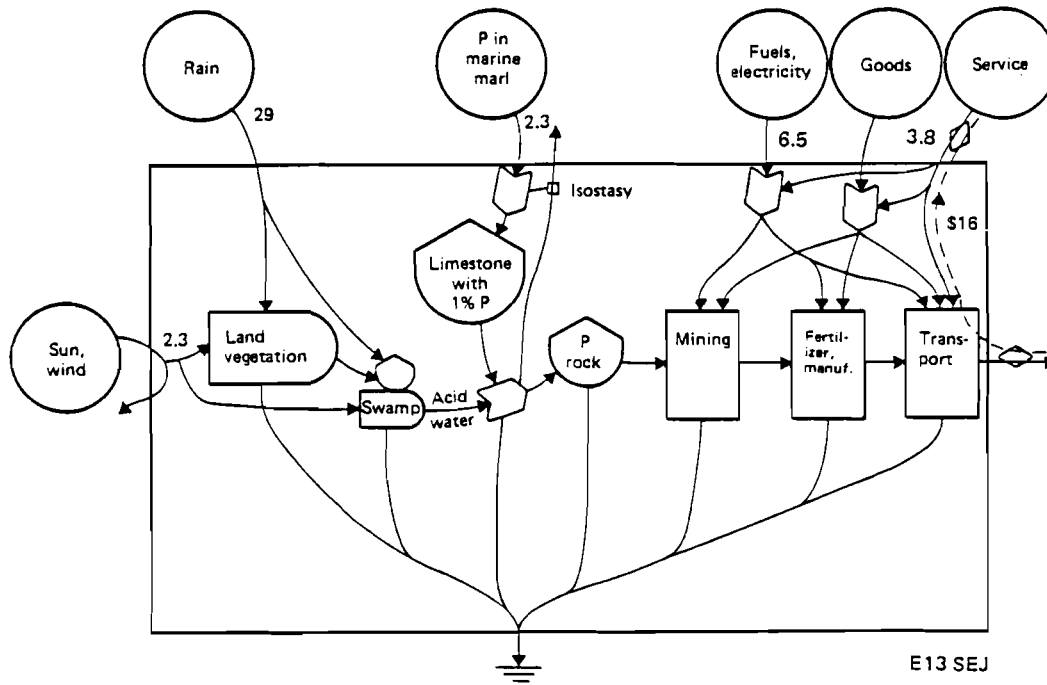 Rain
P in
marine
marl
Fuels,
electricity
Goods
Service
29
2.3
6.5
3.8
Isostasy
$16
Limestone
with
1% P
Sun,
wind
2.3
Land
vegetation
P
rock
Mining
Fertil-
izer,
manuf.
Trans-
port
Swamp
Acid
water
E13 SEJ